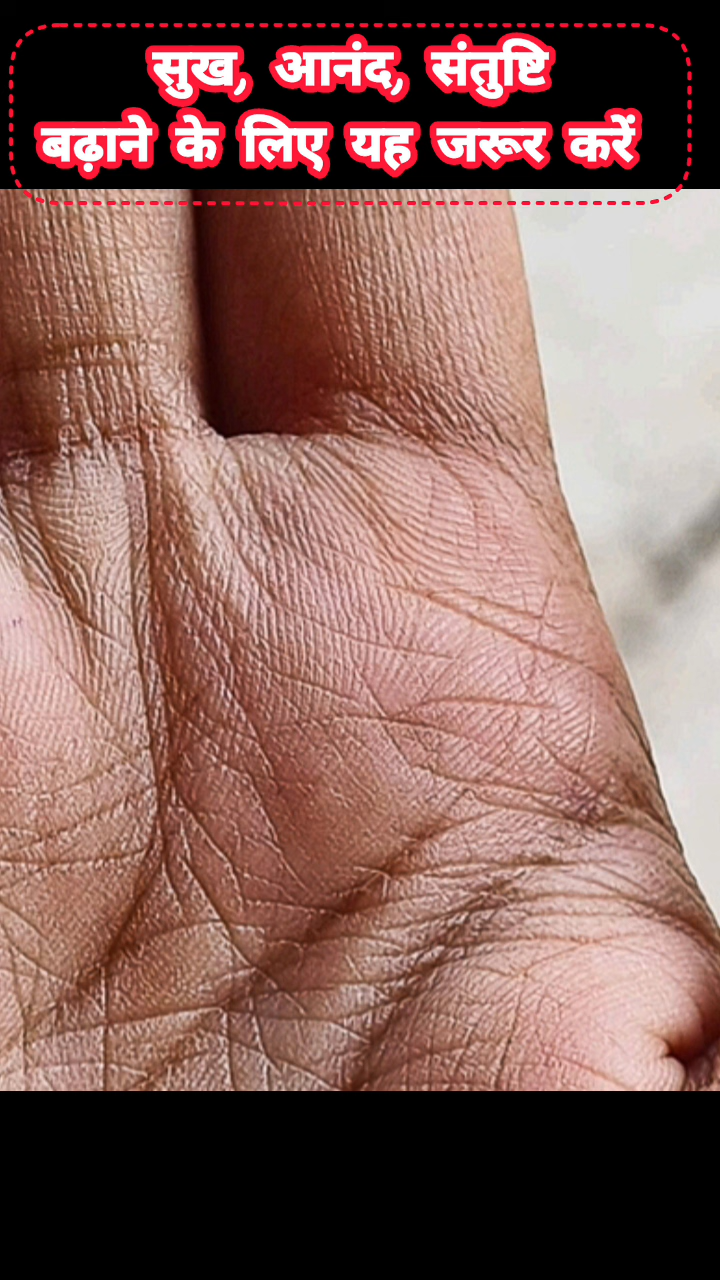 सुख, आनंद, संतुष्टि
बढ़ाने के लिए यह जरूर करें